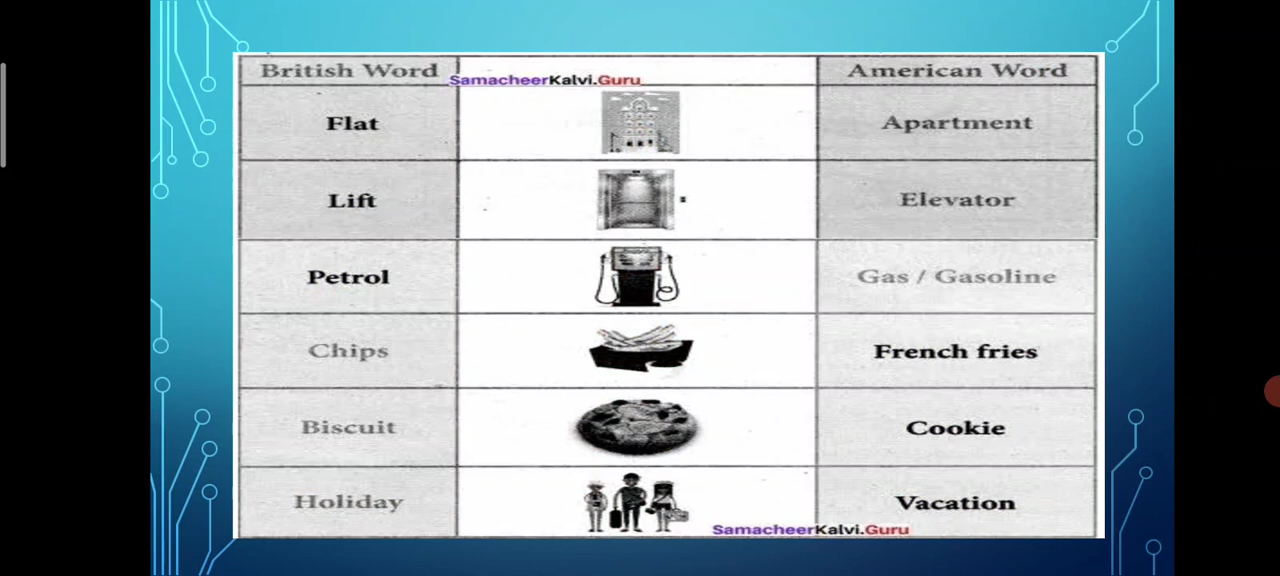 British Word SamacheerKalvi.Guru American Word
Flat Apartment
Lift Elevator
Petrol Gas / Gasoline
Chips French fries
Biscuit Cookie
Holiday Vacation
SamacheerKalvi.Guru